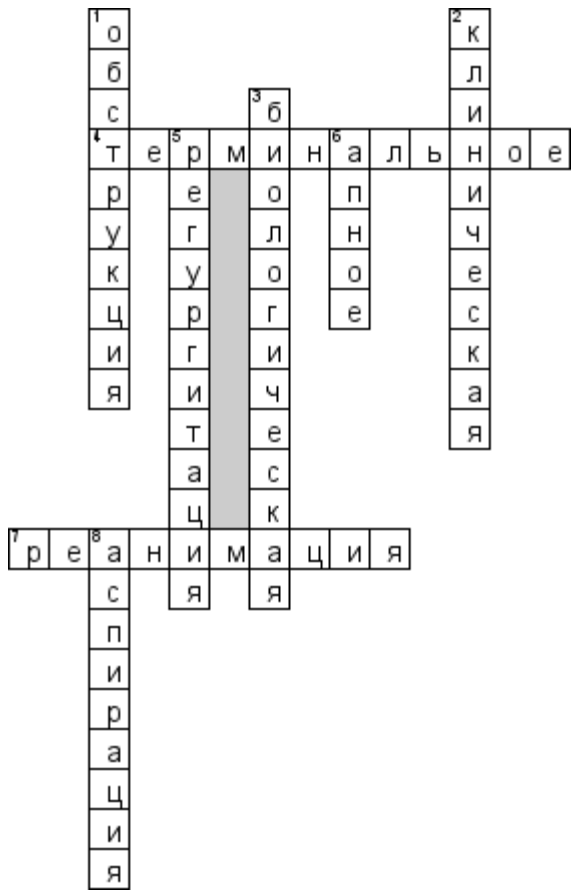 1 обструкция
2 клиническая
3 биологическая
4 терминальное
5 регургитация
6 апное
7 реанимация
8 аспирация